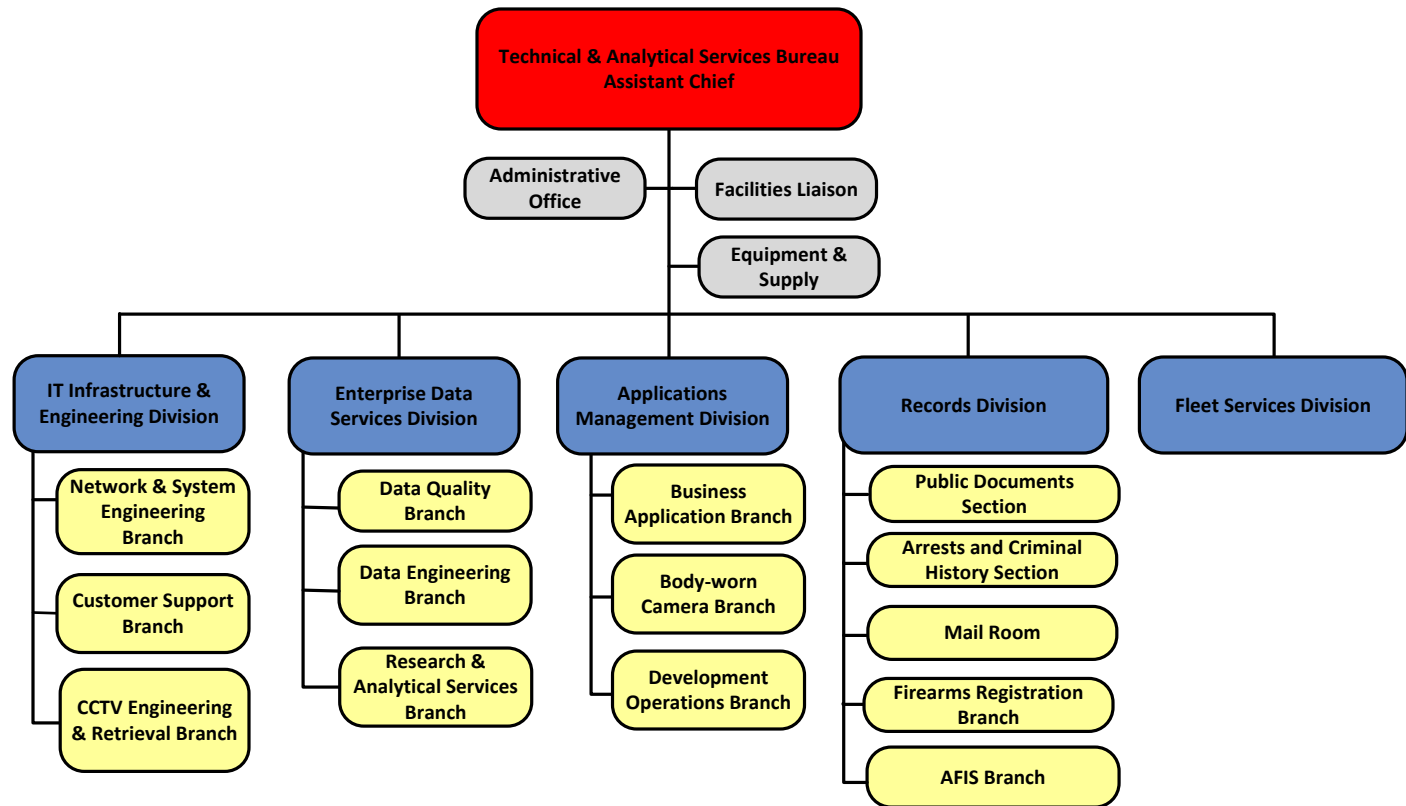 Technical & Analytical Services Bureau
Assistant Chief
Administrative
Office
Facilities Liaison
Equipment &
Supply
IT Infrastructure &
Engineering Division
Enterprise Data
Services Division
Applications
Management Division
Records Division
Fleet Services Division
Network & System
Engineering
Branch
Customer Support
Branch
CCTV Engineering
& Retrieval Branch
Data Quality
Branch
Data Engineering
Branch
Research &
Analytical Services
Branch
Business
Application Branch
Body-worn
Camera Branch
Development
Operations Branch
Public Documents
Section
Arrests and Criminal
History Section
Mail Room
Firearms Registration
Branch
AFIS Branch